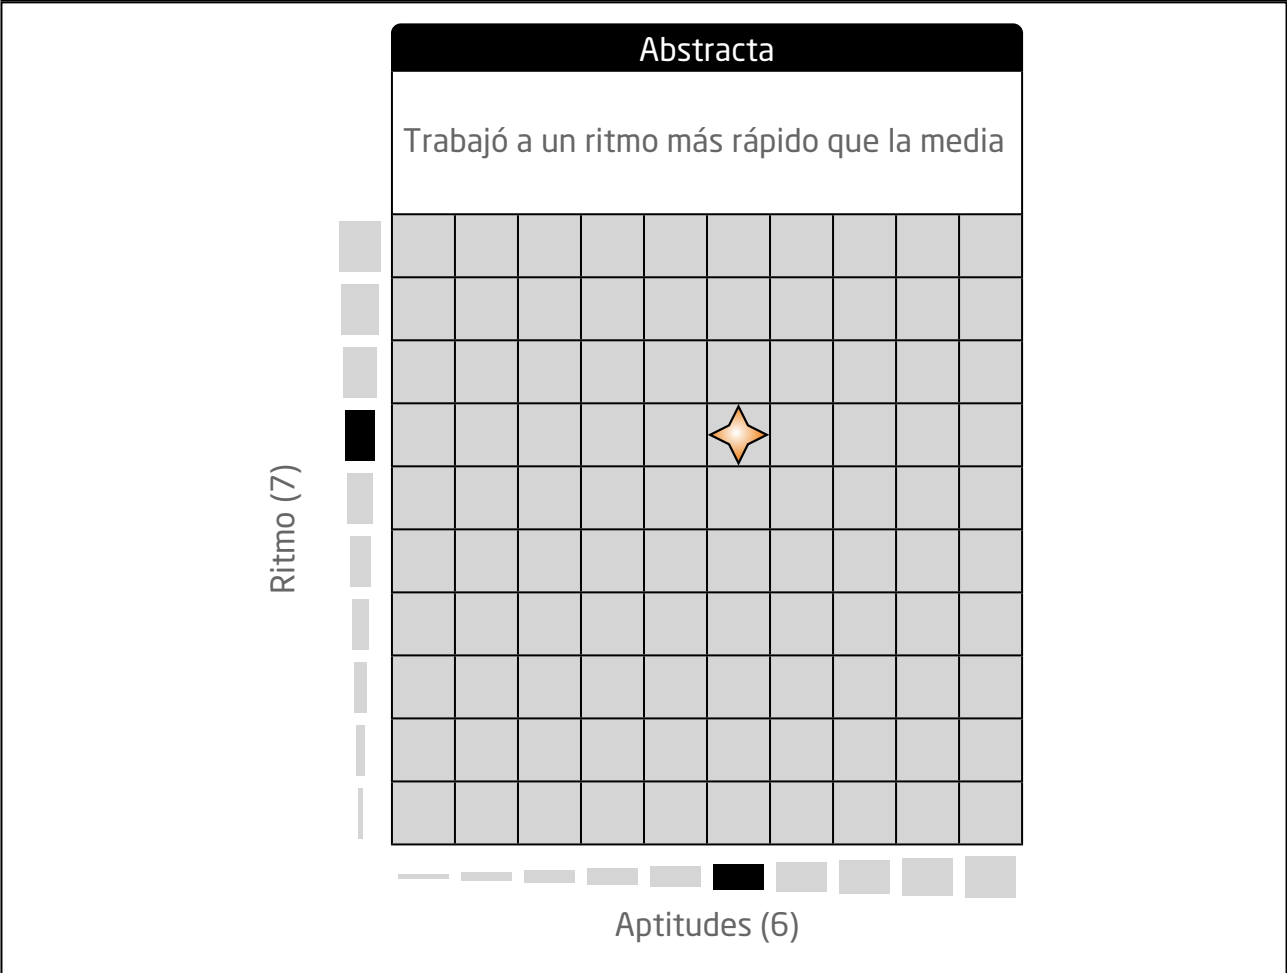 Abstracta
Trabajó a un ritmo más rápido que la media
Ritmo (7)
Aptitudes (6)